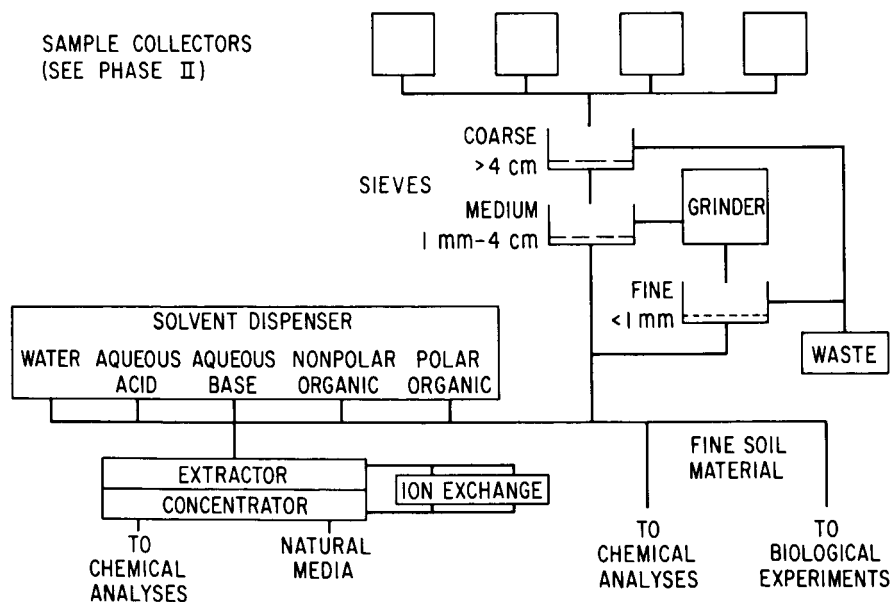 SAMPLE COLLECTORS
(SEE PHASE II)
COARSE
>4 cm
SIEVES
MEDIUM
1 mm–4 cm
GRINDER
FINE
<1 mm
WASTE
SOLVENT DISPENSER
WATER
AQUEOUS
ACID
AQUEOUS
BASE
NONPOLAR
ORGANIC
POLAR
ORGANIC
EXTRACTOR
CONCENTRATOR
ION EXCHANGE
FINE SOIL
MATERIAL
TO
CHEMICAL
ANALYSES
NATURAL
MEDIA
TO
CHEMICAL
ANALYSES
TO
BIOLOGICAL
EXPERIMENTS